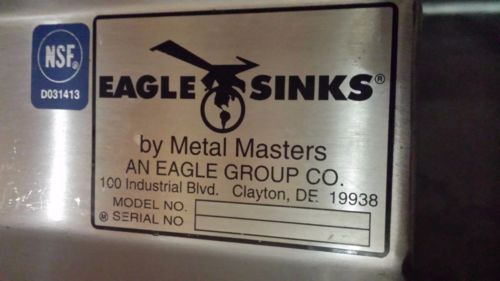 NSF®
D031413
EAGLE SINKS®
by Metal Masters
AN EAGLE GROUP CO.
100 Industrial Blvd. Clayton, DE 19938
MODEL NO.
Ⓜ SERIAL NO